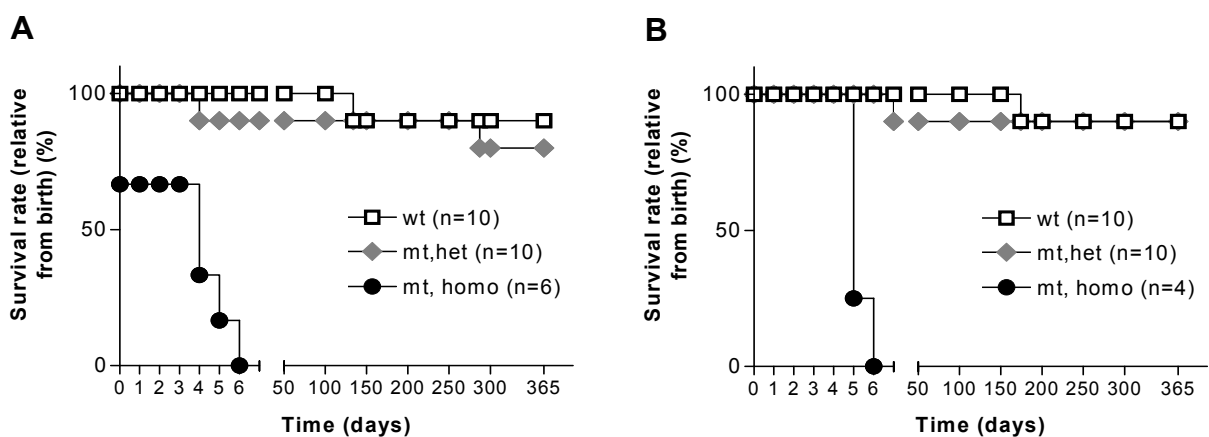 A
Survival rate (relative
from birth) (%)
100
50
0
wt (n=10)
mt,het (n=10)
mt, homo (n=6)
0 1 2 3 4 5 6 50 100 150 200 250 300 365
Time (days)
B
Survival rate (relative
from birth) (%)
100
50
0
wt (n=10)
mt,het (n=10)
mt, homo (n=4)
0 1 2 3 4 5 6 50 100 150 200 250 300 365
Time (days)